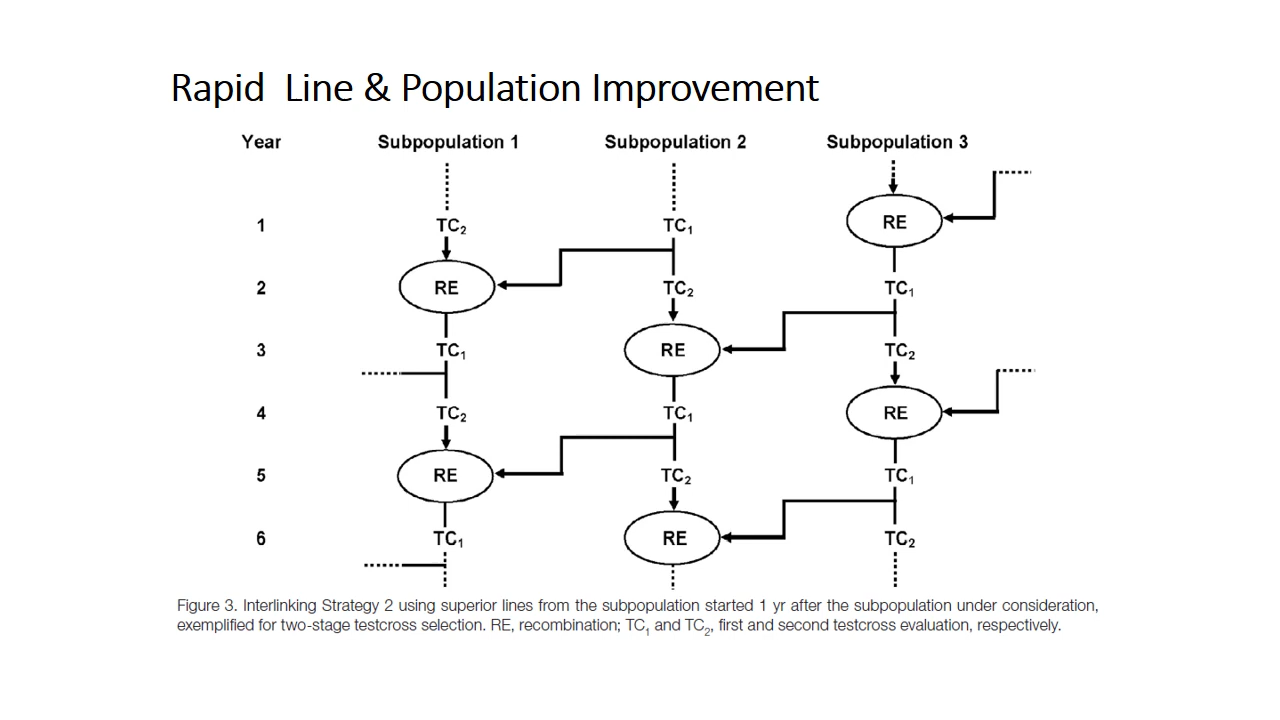 Rapid  Line & Population Improvement
Year Subpopulation 1 Subpopulation 2 Subpopulation 3
RE
1 TC₂ TC₁
2 RE TC₂ TC₁
3 TC₁ RE TC₂
4 TC₂ TC₁ RE
5 RE TC₂ TC₁
6 TC₁ RE TC₂
Figure 3. Interlinking Strategy 2 using superior lines from the subpopulation started 1 yr after the subpopulation under consideration,
exemplified for two-stage testcross selection. RE, recombination; TC₁ and TC₂, first and second testcross evaluation, respectively.